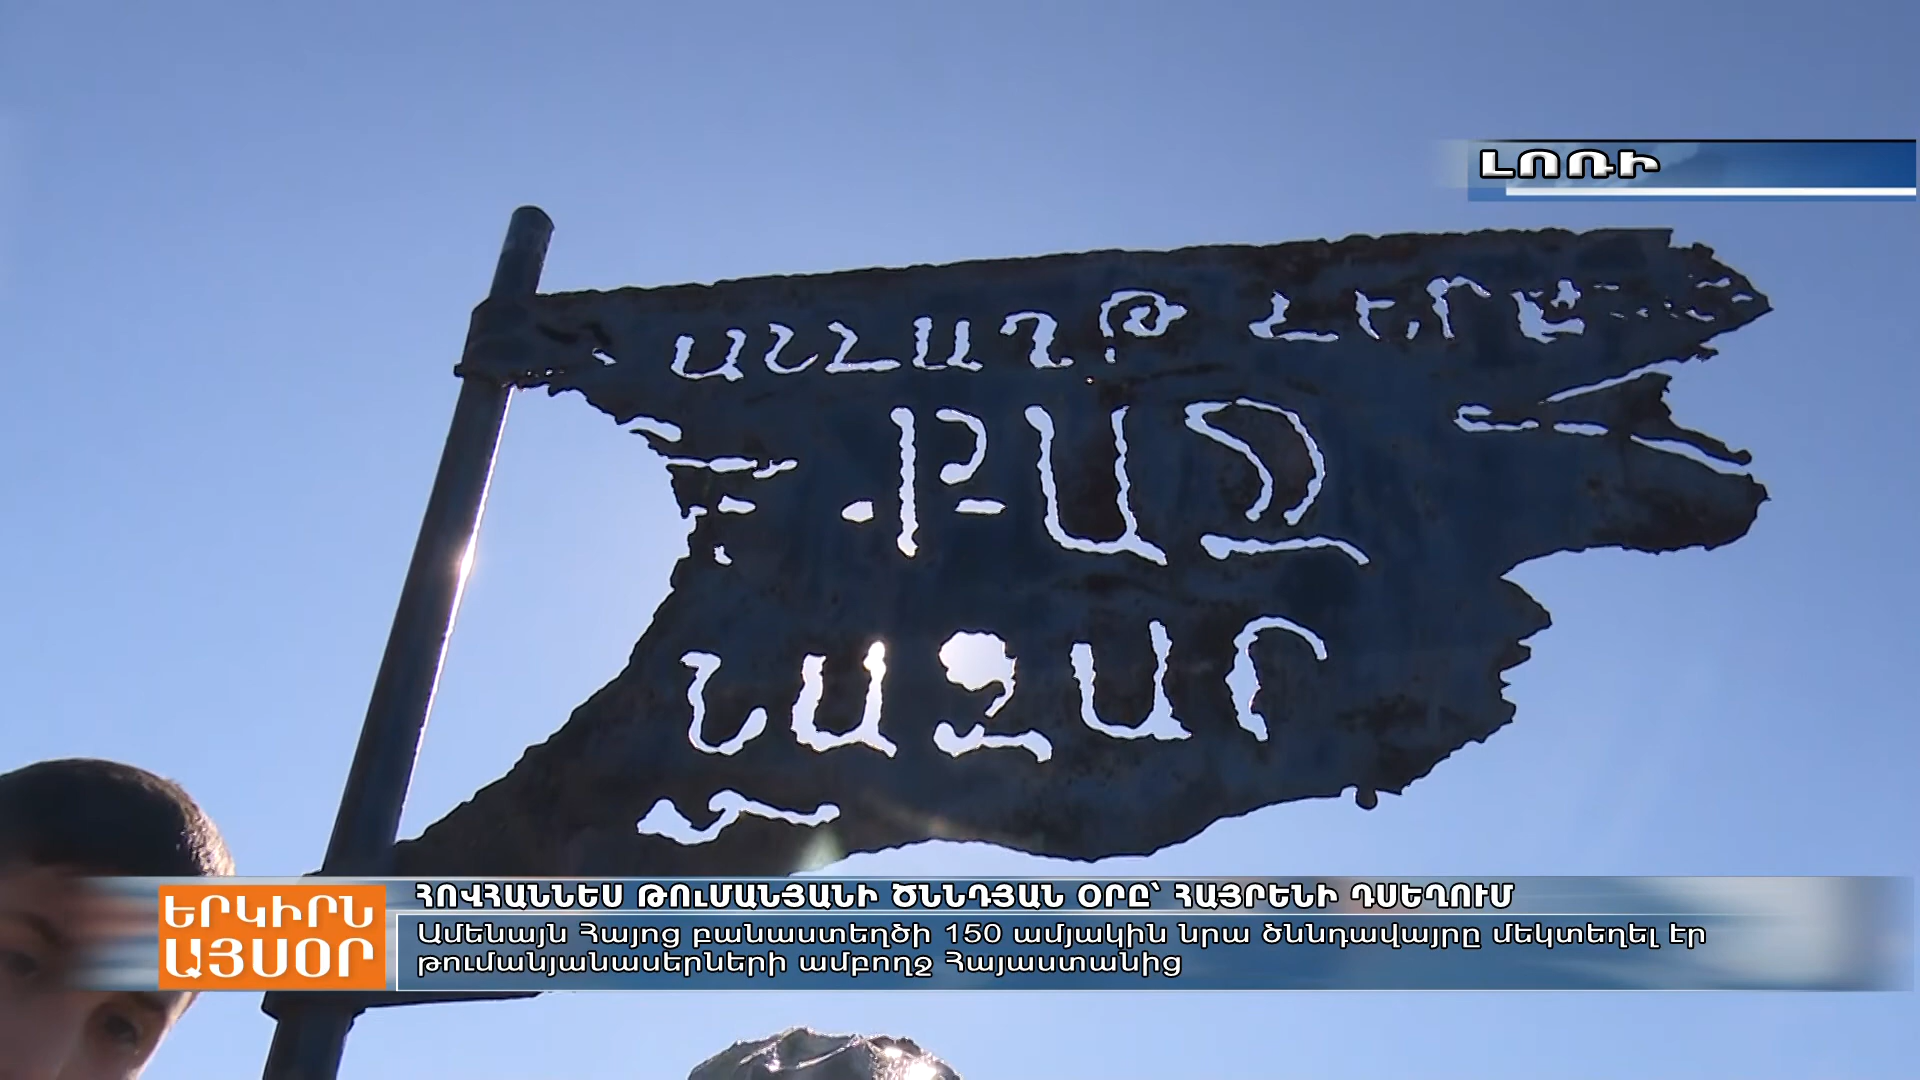 ԼՈՌԻ
ԱՆՀԱՂԹ ՀԵՐՈՍ
ՔԱՋ
ՆԱԶԱՐ
ԵՐԿԻՐՆ
ԱՅՍՕՐ
ՀՈՎՀԱՆՆԵՍ ԹՈւՄԱՆՅԱՆԻ ԾՆՆԴՅԱՆ ՕՐԸ՝ ՀԱՅՐԵՆԻ ԴՍԵՂՈՒՄ
Ամենայն Հայոց բանաստեղծի 150 ամյակին նրա ծննդավայրը մեկտեղել էր
թումանյանասերների ամբողջ Հայաստանից